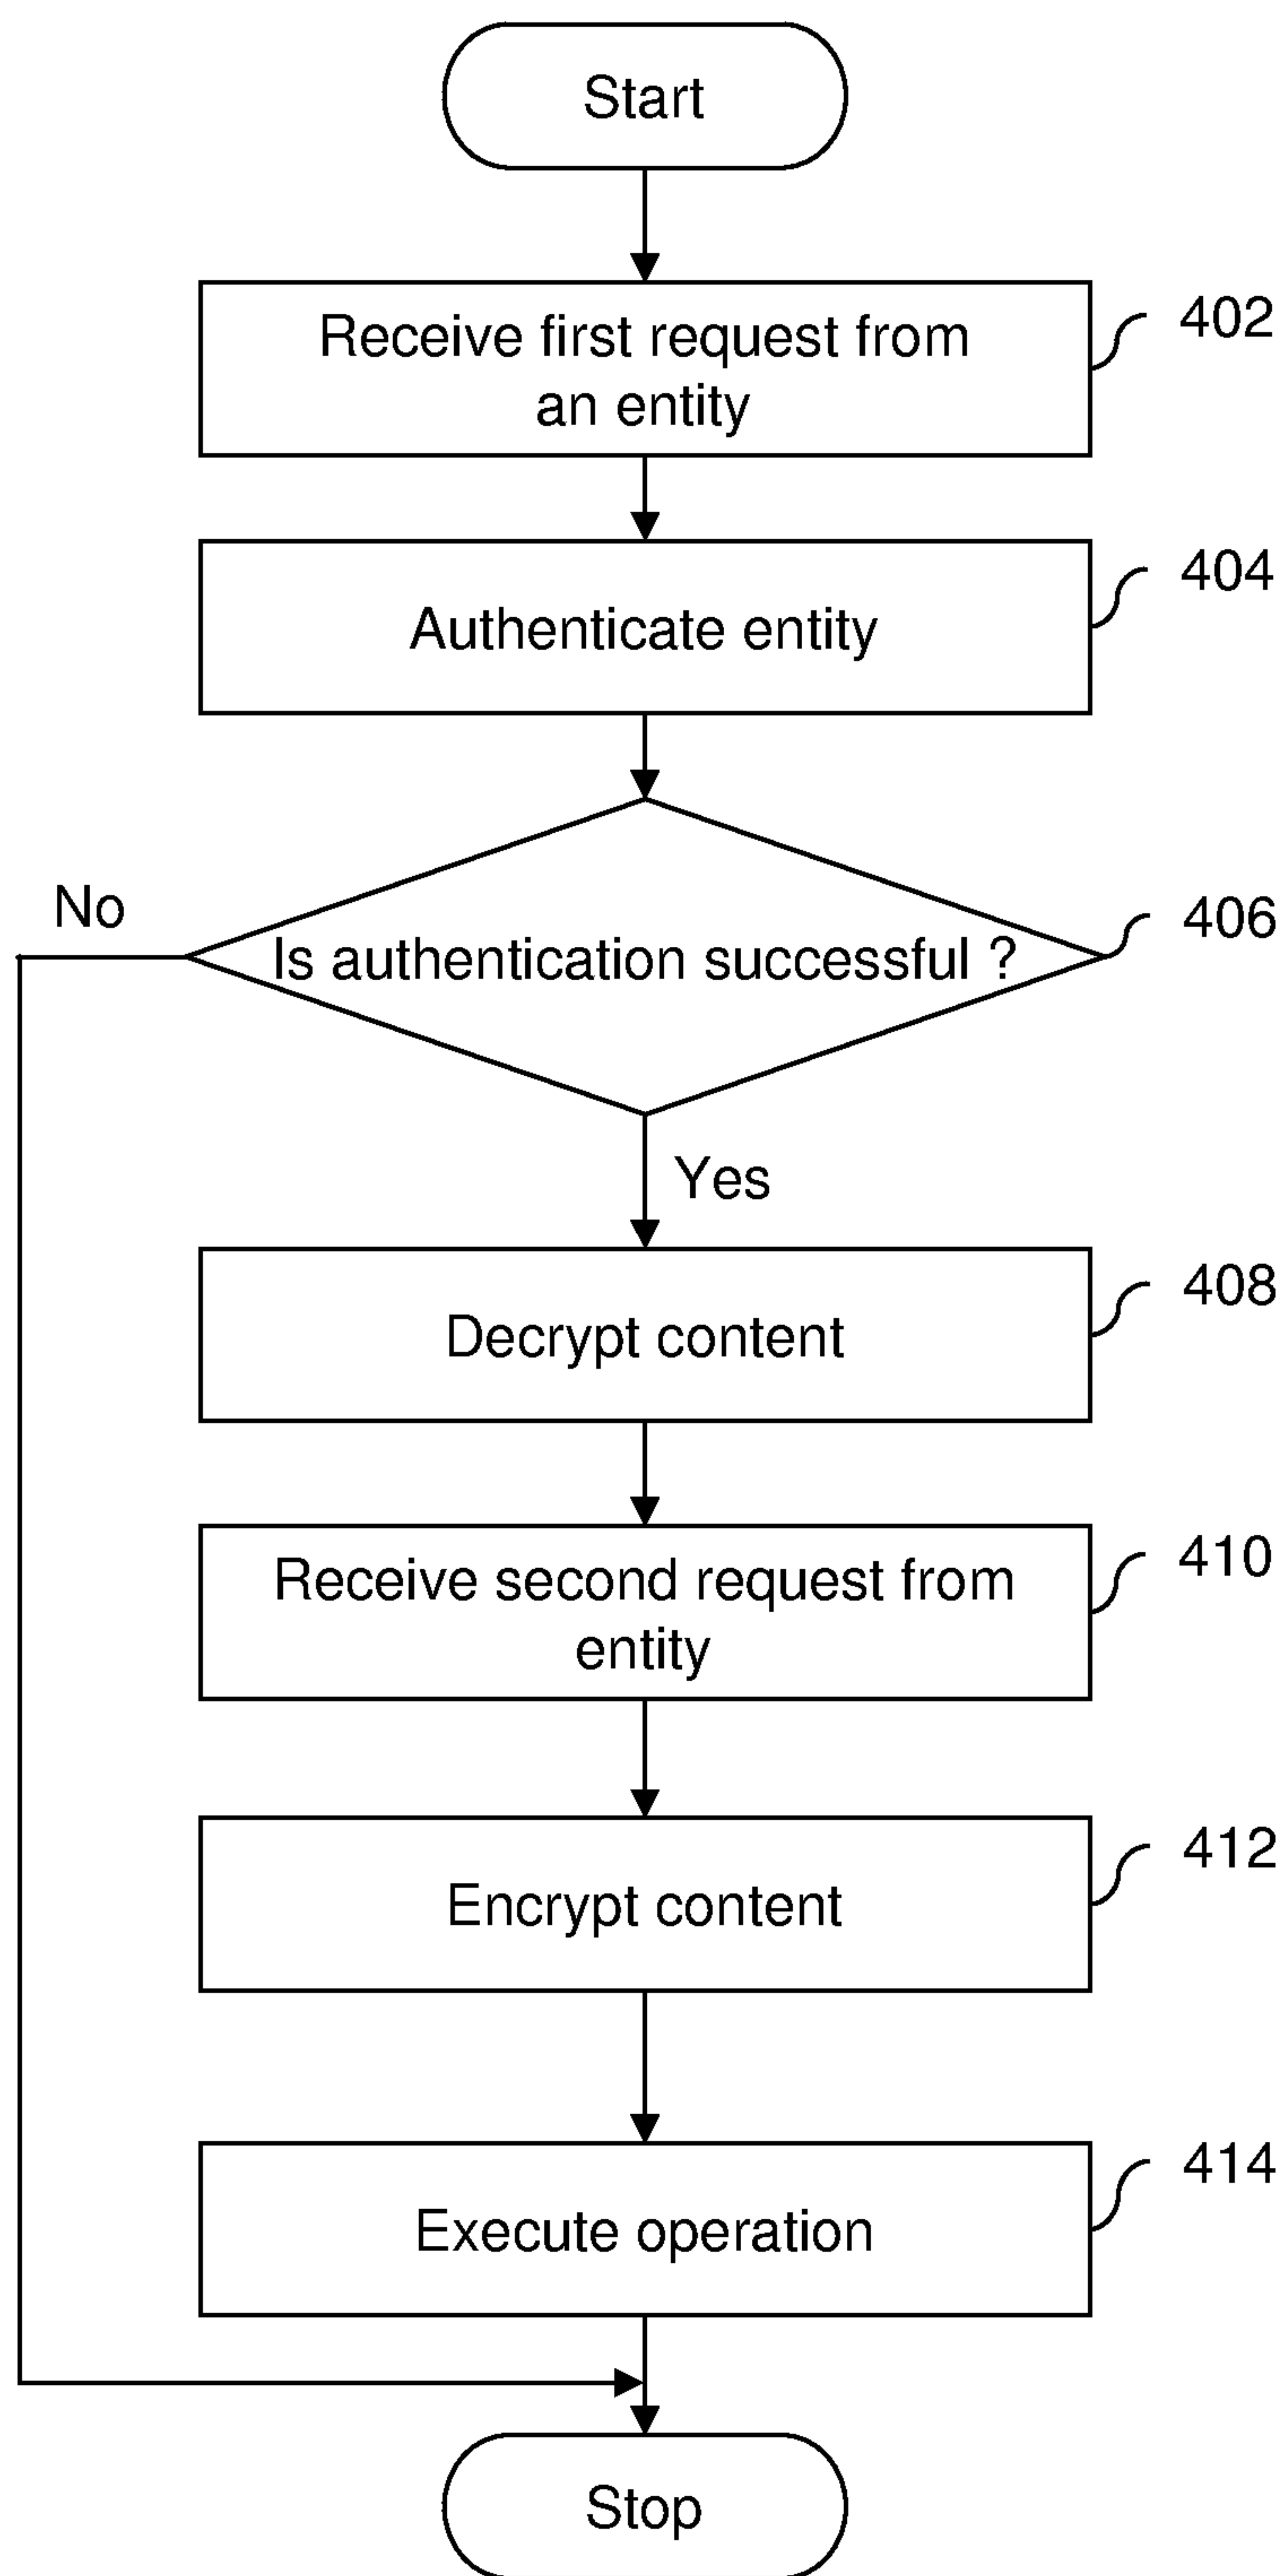 Start
Receive first request from
an entity
402
Authenticate entity
404
Is authentication successful ?
406
No
Yes
Decrypt content
408
Receive second request from
entity
410
Encrypt content
412
Execute operation
414
Stop